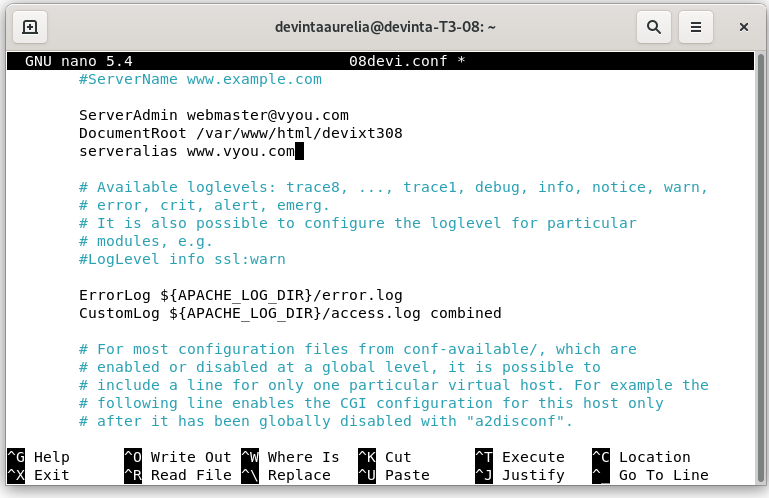 devintaaurelia@devinta-T3-08: ~
GNU nano 5.4 08devi.conf *
#ServerName www.example.com
ServerAdmin webmaster@vyou.com
DocumentRoot /var/www/html/devixt308
serveralias www.vyou.com
# Available loglevels: trace8, ..., trace1, debug, info, notice, warn,
# error, crit, alert, emerg.
# It is also possible to configure the loglevel for particular
# modules, e.g.
#LogLevel info ssl:warn
ErrorLog ${APACHE_LOG_DIR}/error.log
CustomLog ${APACHE_LOG_DIR}/access.log combined
# For most configuration files from conf-available/, which are
# enabled or disabled at a global level, it is possible to
# include a line for only one particular virtual host. For example the
# following line enables the CGI configuration for this host only
# after it has been globally disabled with "a2disconf".
^G Help ^O Write Out ^W Where Is ^K Cut ^T Execute ^C Location
^X Exit ^R Read File ^\ Replace ^U Paste ^J Justify ^_ Go To Line